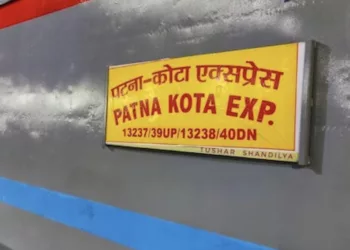 पटना-कोटा एक्सप्रेस
PATNA KOTA EXP.
13237/39UP/13238/40DN
TUSHAR SHANDILYA